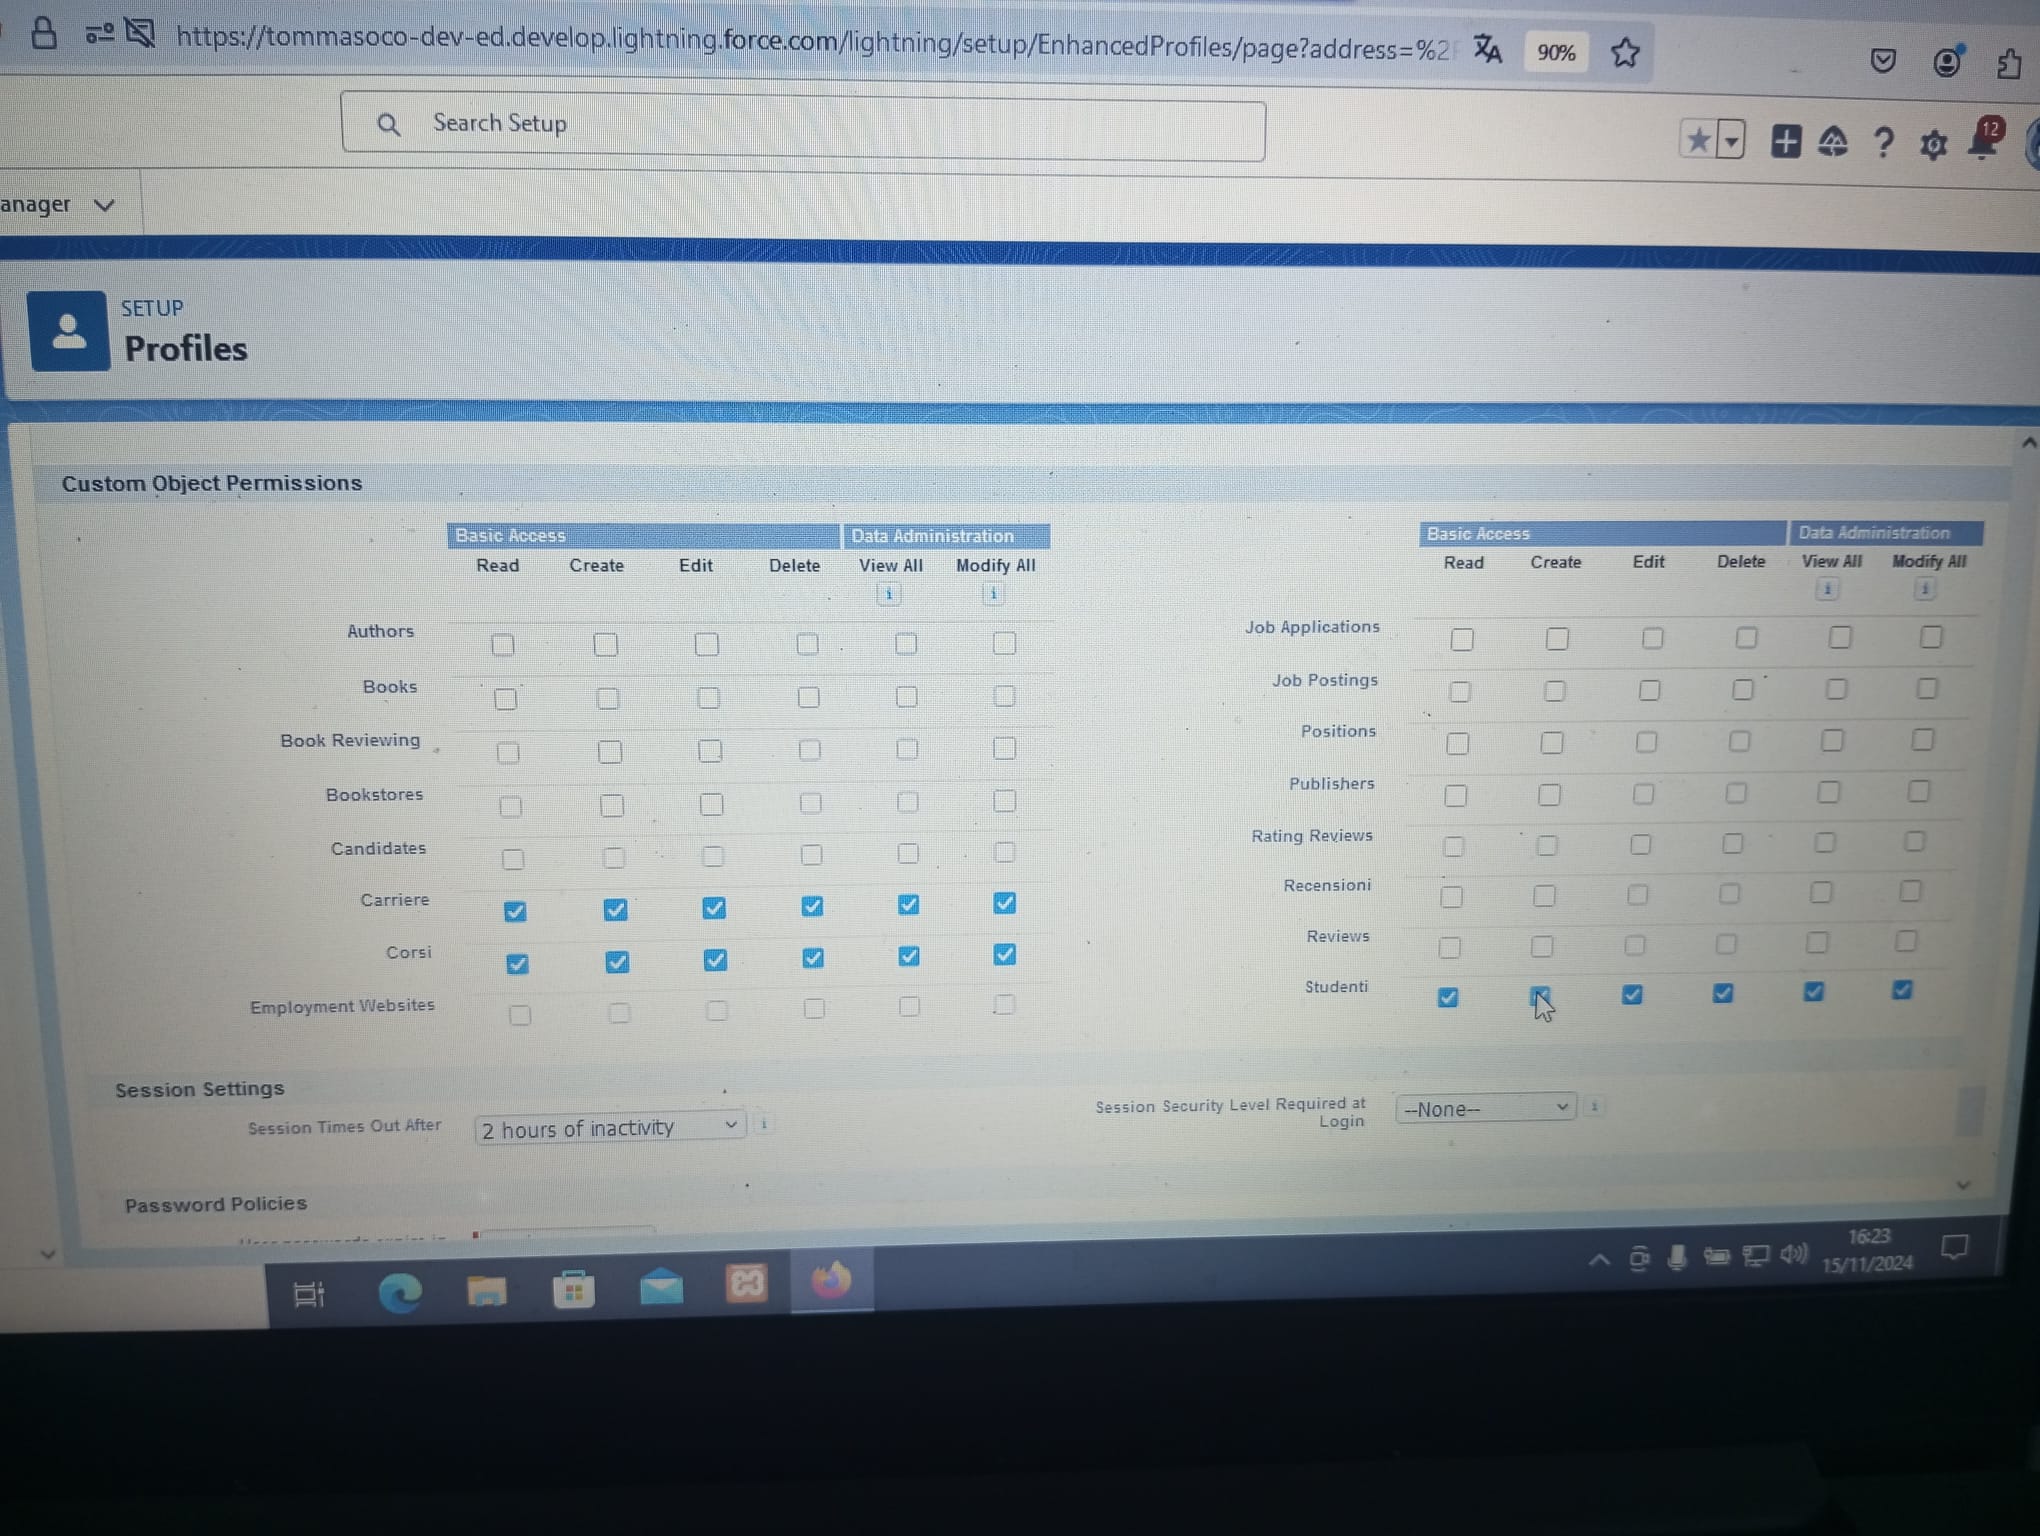 https://tommasoco-dev-ed.develop.lightning.force.com/lightning/setup/EnhancedProfiles/page?address=%2
90%
Search Setup
12
anager
SETUP
Profiles
Custom Object Permissions
Basic Access Data Administration Basic Access Data Administration
Read Create Edit Delete View All Modify All Read Create Edit Delete View All Modify All
Authors Job Applications
Books Job Postings
Book Reviewing Positions
Bookstores Publishers
Candidates Rating Reviews
Carriere Recensioni
Corsi Reviews
Employment Websites Studenti
Session Settings
Session Times Out After 2 hours of inactivity
Session Security Level Required at
Login
--None--
Password Policies
16:23
15/11/2024